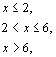 x ≤ 2,
2 < x ≤ 6,
x > 6,